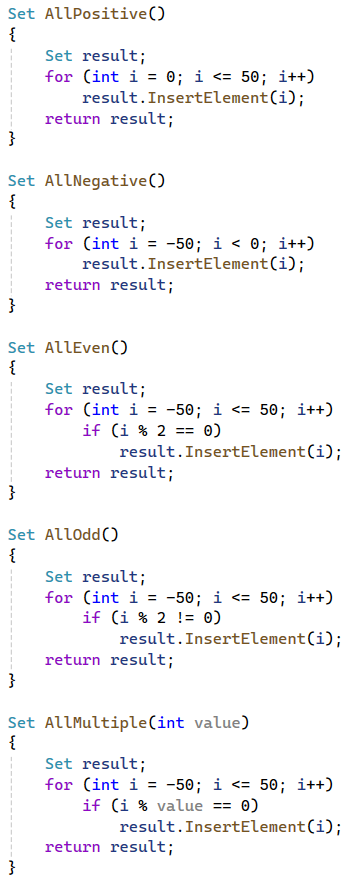 Set AllPositive()
{
    Set result;
    for (int i = 0; i <= 50; i++)
        result.InsertElement(i);
    return result;
}

Set AllNegative()
{
    Set result;
    for (int i = -50; i < 0; i++)
        result.InsertElement(i);
    return result;
}

Set AllEven()
{
    Set result;
    for (int i = -50; i <= 50; i++)
        if (i % 2 == 0)
            result.InsertElement(i);
    return result;
}

Set AllOdd()
{
    Set result;
    for (int i = -50; i <= 50; i++)
        if (i % 2 != 0)
            result.InsertElement(i);
    return result;
}

Set AllMultiple(int value)
{
    Set result;
    for (int i = -50; i <= 50; i++)
        if (i % value == 0)
            result.InsertElement(i);
    return result;
}